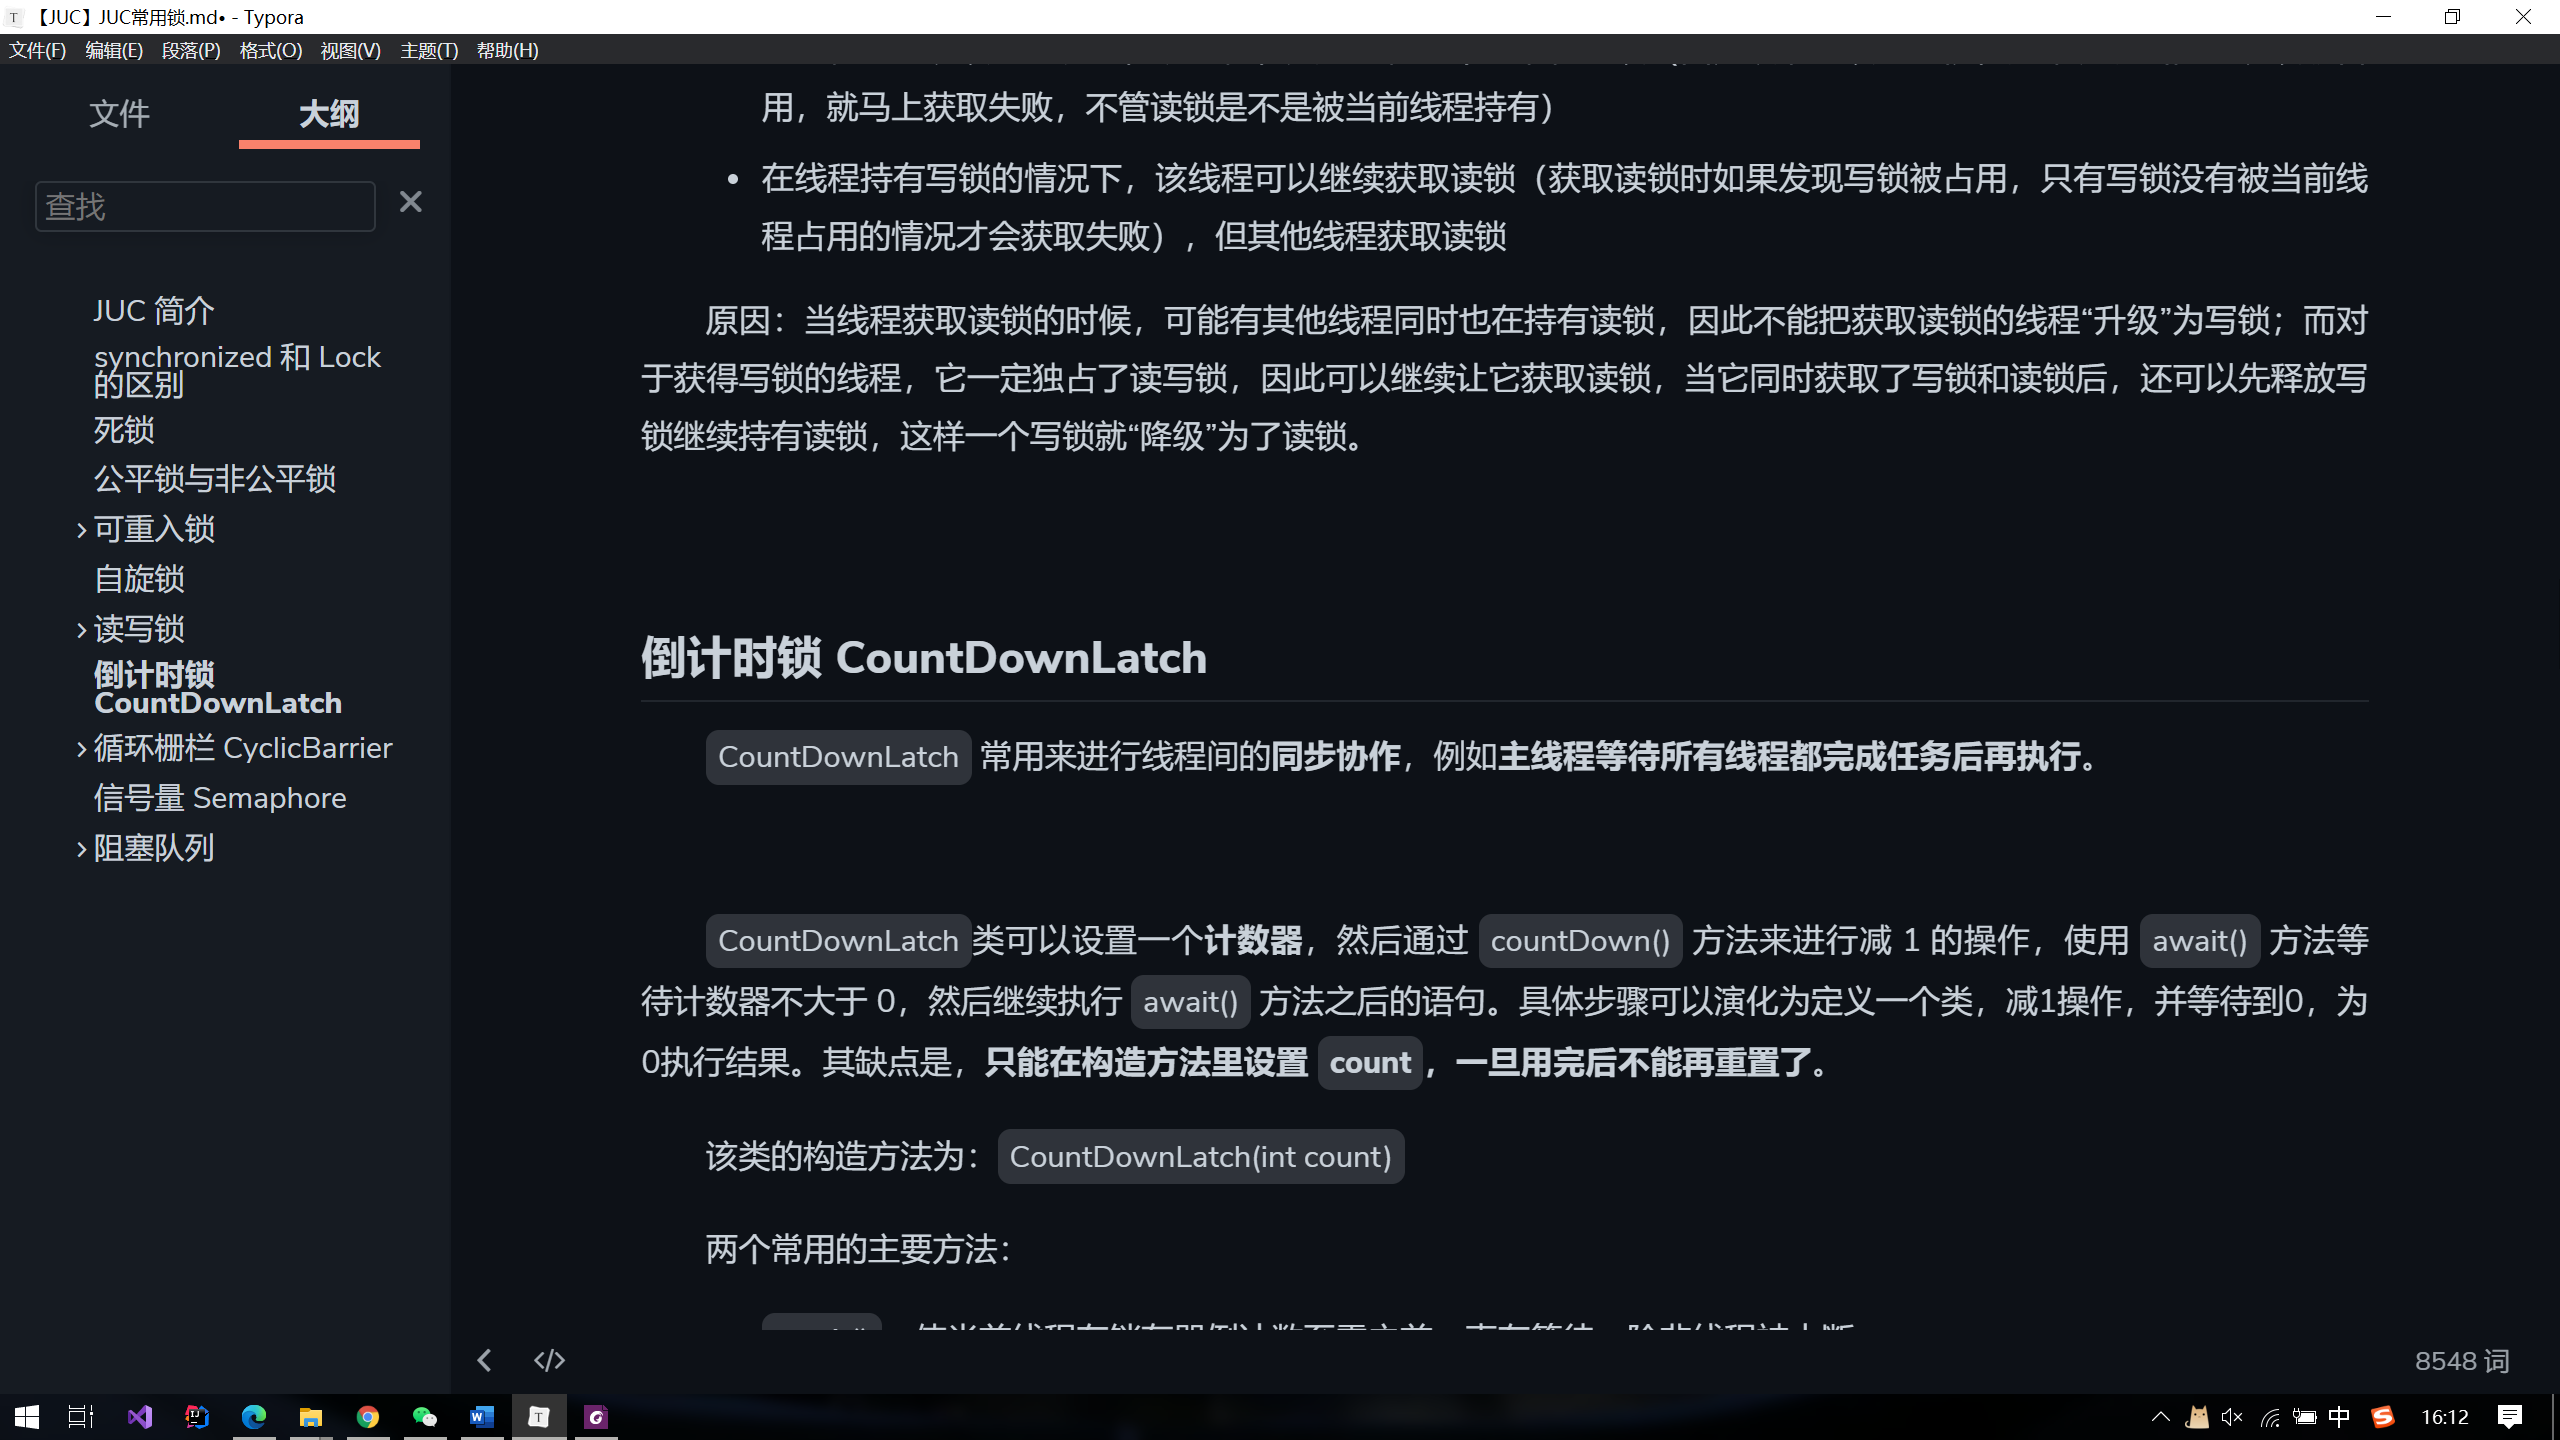 【JUC】JUC常用锁.md• - Typora
文件(F) 编辑(E) 段落(P) 格式(O) 视图(V) 主题(T) 帮助(H)
文件 大纲
查找
JUC 简介
synchronized 和 Lock
的区别
死锁
公平锁与非公平锁
可重入锁
自旋锁
读写锁
倒计时锁
CountDownLatch
循环栅栏 CyclicBarrier
信号量 Semaphore
阻塞队列
用，就马上获取失败，不管读锁是不是被当前线程持有）
• 在线程持有写锁的情况下，该线程可以继续获取读锁（获取读锁时如果发现写锁被占用，只有写锁没有被当前线
程占用的情况才会获取失败），但其他线程获取读锁
原因：当线程获取读锁的时候，可能有其他线程同时也在持有读锁，因此不能把获取读锁的线程“升级”为写锁；而对
于获得写锁的线程，它一定独占了读写锁，因此可以继续让它获取读锁，当它同时获取了写锁和读锁后，还可以先释放写
锁继续持有读锁，这样一个写锁就“降级”为了读锁。
倒计时锁 CountDownLatch
CountDownLatch 常用来进行线程间的同步协作，例如主线程等待所有线程都完成任务后再执行。
CountDownLatch类可以设置一个计数器，然后通过 countDown() 方法来进行减 1 的操作，使用 await() 方法等
待计数器不大于 0，然后继续执行 await() 方法之后的语句。具体步骤可以演化为定义一个类，减1操作，并等待到0，为
0执行结果。其缺点是，只能在构造方法里设置 count，一旦用完后不能再重置了。
该类的构造方法为：CountDownLatch(int count)
两个常用的主要方法：
8548 词
中
16:12